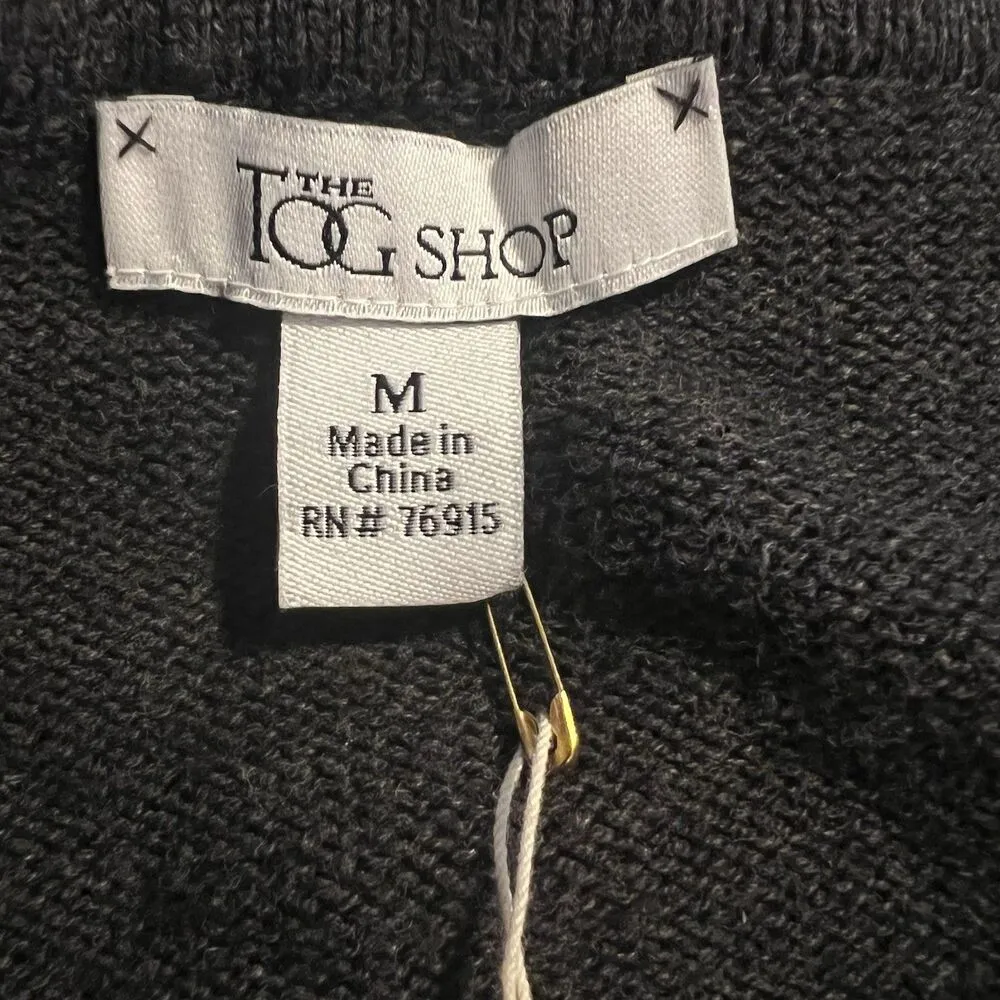 THE
TOG SHOP
M
Made in
China
RN# 76915